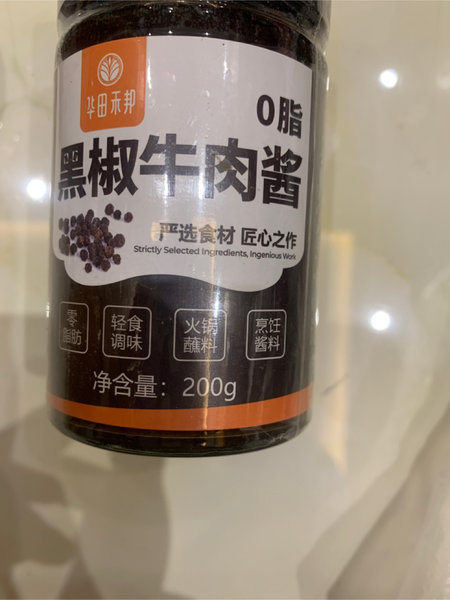 华田禾邦
0脂
黑椒牛肉酱
严选食材 匠心之作
Strictly Selected Ingredients, Ingenious Work
零
脂肪
轻食
调味
火锅
蘸料
烹饪
酱料
净含量：200g